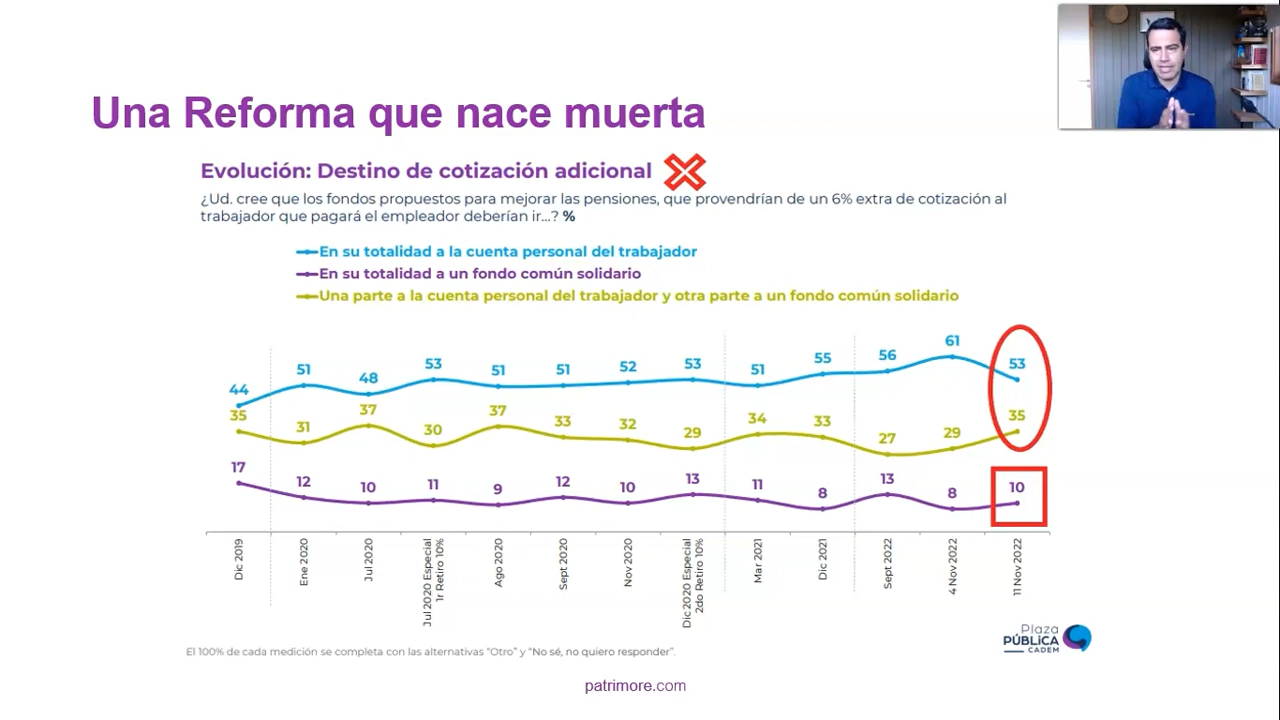 Una Reforma que nace muerta
Evolución: Destino de cotización adicional
¿Ud. cree que los fondos propuestos para mejorar las pensiones, que provendrían de un 6% extra de cotización al
trabajador que pagará el empleador deberían ir...? %
En su totalidad a la cuenta personal del trabajador
En su totalidad a un fondo común solidario
Una parte a la cuenta personal del trabajador y otra parte a un fondo común solidario
44 51 48 53 51 51 52 53 51 55 56 61 53
35 31 37 30 37 33 32 29 34 33 27 29 35
17 12 10 11 9 12 10 13 11 8 13 8 10
Dic 2019
Ene 2020
Jul 2020
Jul 2020 Especial
1r Retiro 10%
Ago 2020
Sept 2020
Nov 2020
Dic 2020 Especial
2do Retiro 10%
Mar 2021
Dic 2021
Sept 2022
4 Nov 2022
11 Nov 2022
Plaza
PÚBLICA
CADEM
El 100% de cada medición se completa con las alternativas "Otro" y "No sé, no quiero responder".
patrimore.com